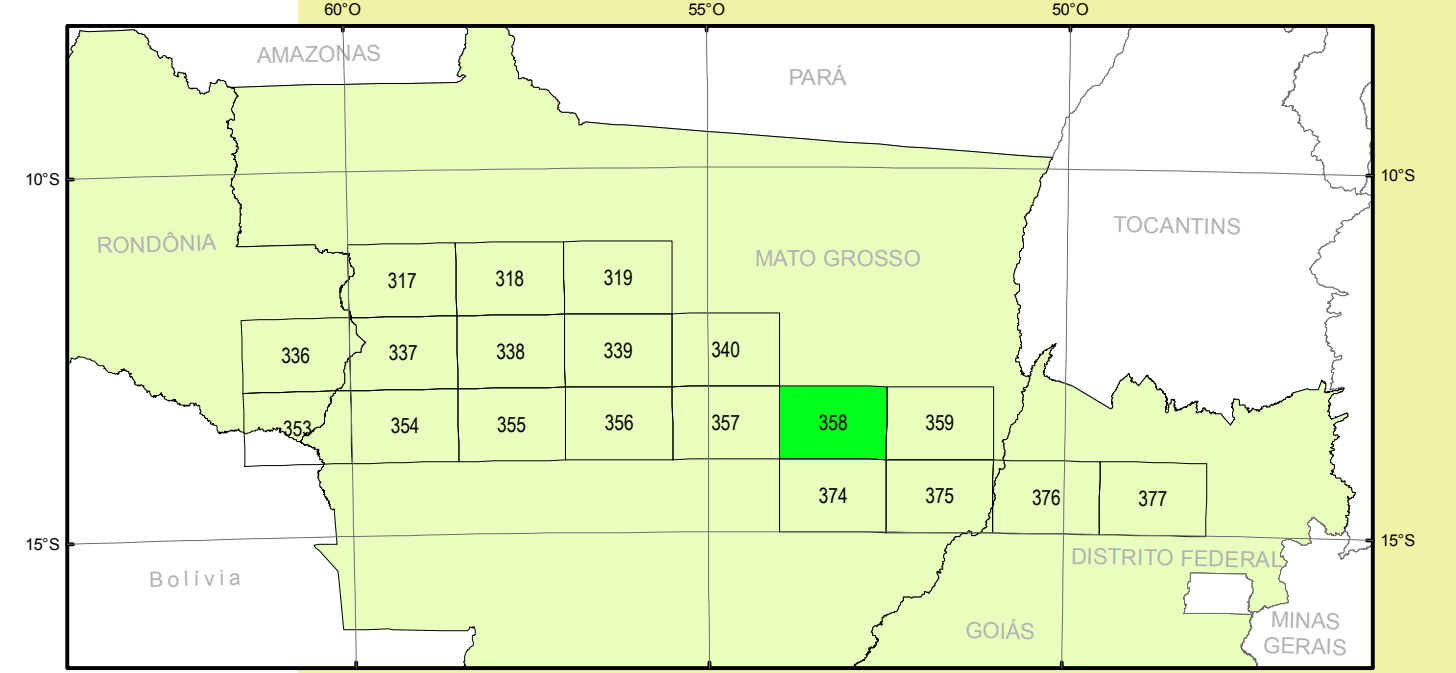 60°O 55°O 50°O
AMAZONAS
PARÁ
10°S 10°S
TOCANTINS
RONDÔNIA
MATO GROSSO
317 318 319
336 337 338 339 340
353 354 355 356 357 358 359
374 375 376 377
15°S 15°S
DISTRITO FEDERAL
Bolívia
GOIÁS
MINAS
GERAIS